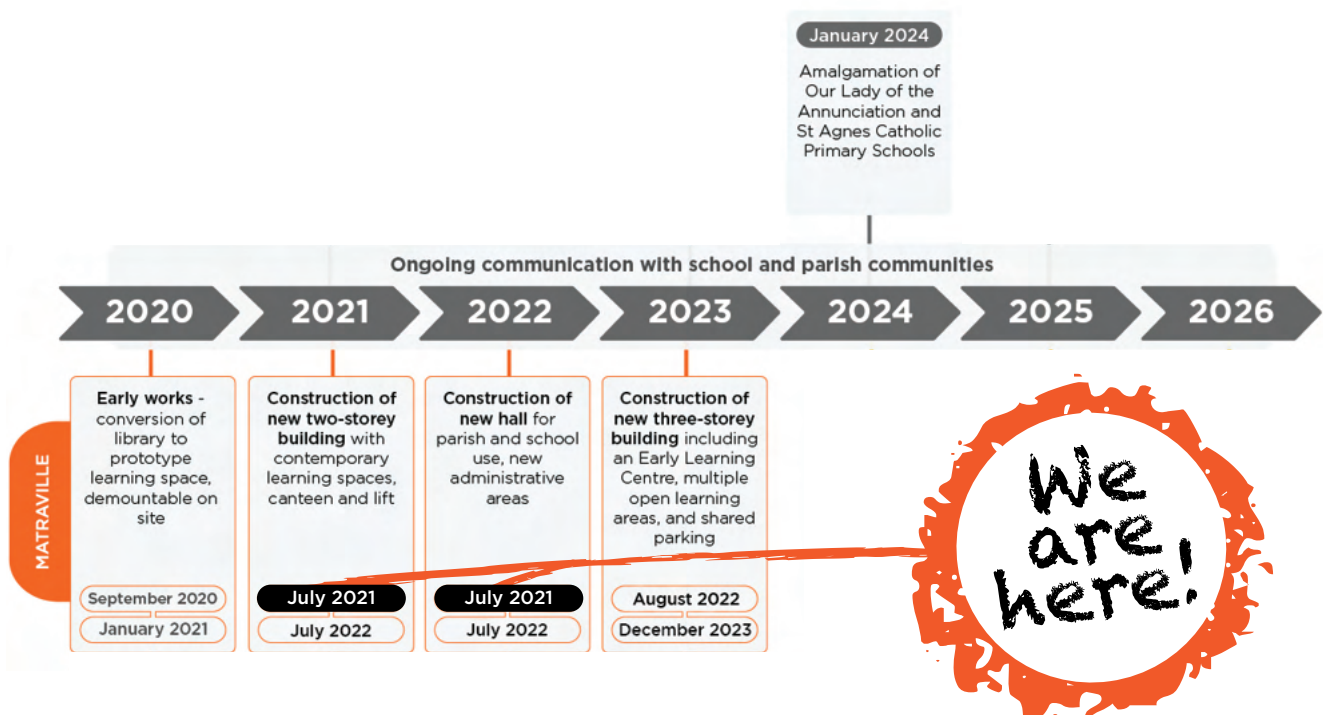 January 2024
Amalgamation of
Our Lady of the
Annunciation and
St Agnes Catholic
Primary Schools
Ongoing communication with school and parish communities
2020
2021
2022
2023
2024
2025
2026
MATRAVILLE
Early works -
conversion of
library to
prototype
learning space,
demountable on
site
September 2020
January 2021
Construction of
new two-storey
building with
contemporary
learning spaces,
canteen and lift
July 2021
July 2022
Construction of
new hall for
parish and school
use, new
administrative
areas
July 2021
July 2022
Construction of
new three-storey
building including
an Early Learning
Centre, multiple
open learning
areas, and shared
parking
August 2022
December 2023
We
are
here!